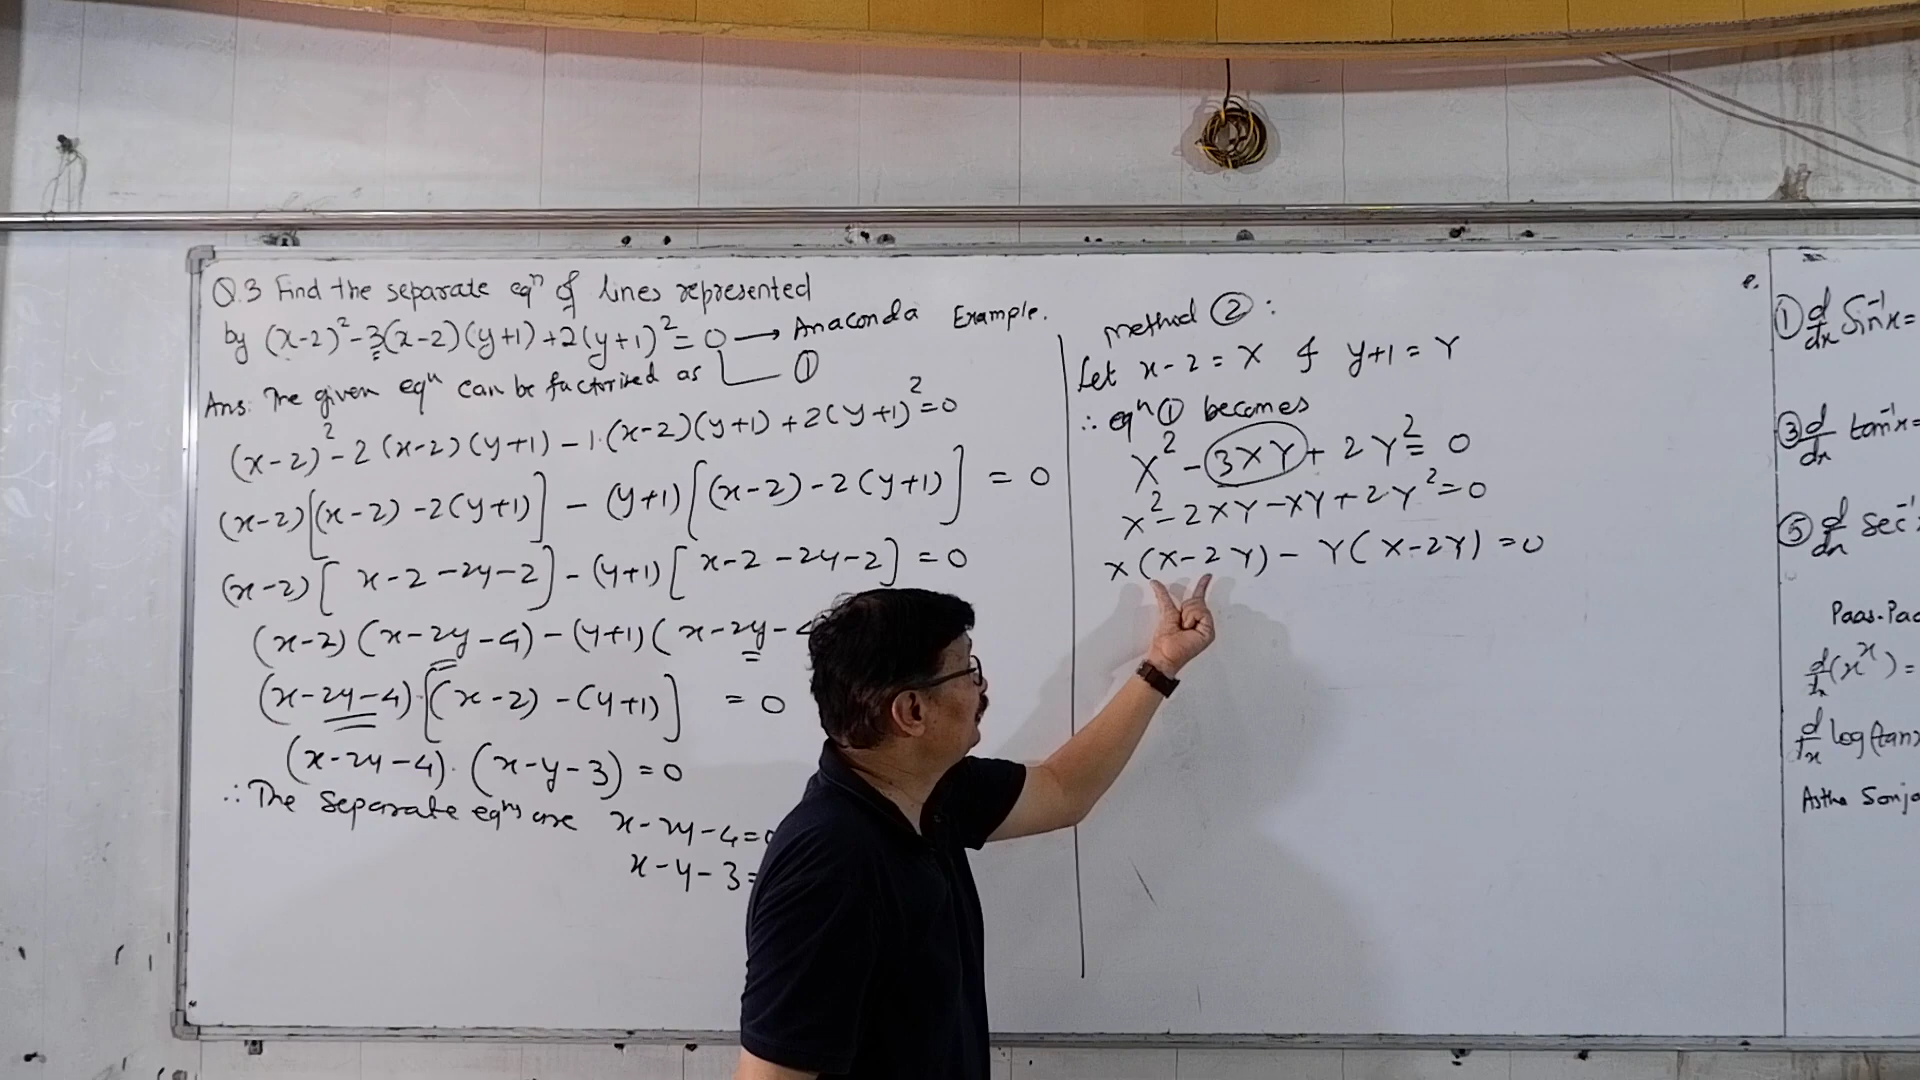 Q.3 Find the separate eqⁿ of lines represented
by (x-2)²-3(x-2)(y+1)+2(y+1)²=0 → Anaconda Example.
①
Ans: The given eqⁿ can be factorised as
(x-2)²-2(x-2)(y+1)-1.(x-2)(y+1)+2(y+1)²=0
(x-2)[(x-2)-2(y+1)] - (y+1)[(x-2)-2(y+1)] = 0
(x-2)[x-2-2y-2]-(y+1)[x-2-2y-2]=0
(x-2)(x-2y-4)-(y+1)(x-2y-4
(x-2y-4).[(x-2)-(y+1)] = 0
(x-2y-4).(x-y-3)=0
∴ The separate eqⁿs are x-2y-4=0
x-y-3=
method ②:
Let x-2=X & y+1=Y
∴ eqⁿ ① becomes
X²-3XY+2Y²=0
X²-2XY-XY+2Y²=0
X(X-2Y)-Y(X-2Y)=0
① d/dx Sin⁻¹x=
③ d/dx tan⁻¹x=
⑤ d/dx Sec⁻¹
d/dx(x^x)=
d/dx log(tan